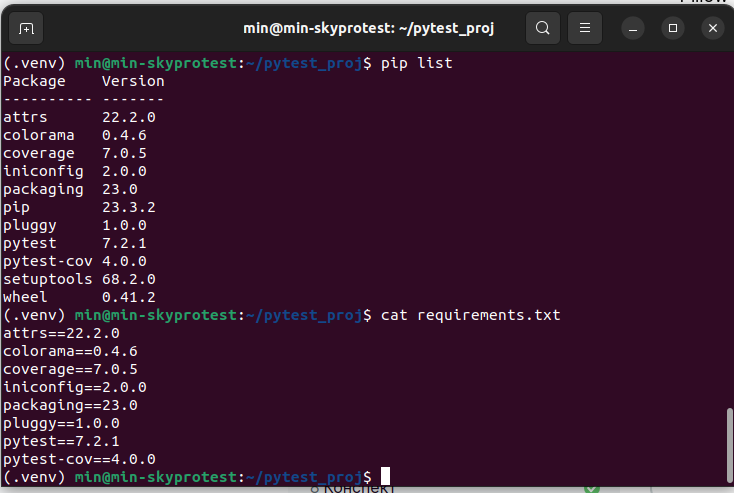 min@min-skyprotest: ~/pytest_proj
(.venv) min@min-skyprotest:~/pytest_proj$ pip list
Package    Version
---------- -------
attrs      22.2.0
colorama   0.4.6
coverage   7.0.5
iniconfig  2.0.0
packaging  23.0
pip        23.3.2
pluggy     1.0.0
pytest     7.2.1
pytest-cov 4.0.0
setuptools 68.2.0
wheel      0.41.2
(.venv) min@min-skyprotest:~/pytest_proj$ cat requirements.txt
attrs==22.2.0
colorama==0.4.6
coverage==7.0.5
iniconfig==2.0.0
packaging==23.0
pluggy==1.0.0
pytest==7.2.1
pytest-cov==4.0.0
(.venv) min@min-skyprotest:~/pytest_proj$
Конспект